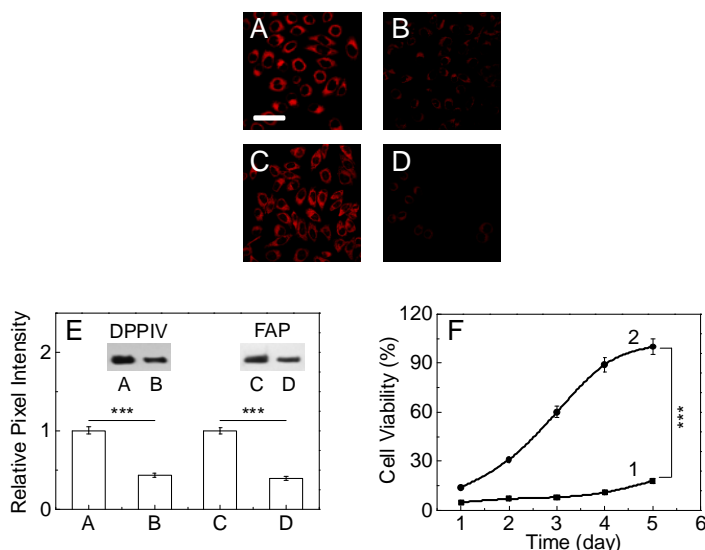 A
B
C
D
E
DPPIV
FAP
A
B
C
D
***
***
2
1
0
Relative Pixel Intensity
A
B
C
D
F
2
1
***
120
90
60
30
0
Cell Viability (%)
1
2
3
4
5
6
Time (day)